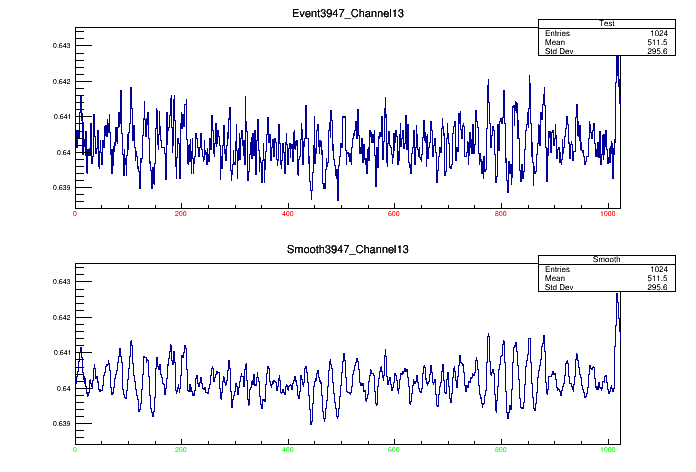 Event3947_Channel13
Test
Entries 1024
Mean 511.5
Std Dev 295.6
0.643
0.642
0.641
0.64
0.639
0 200 400 600 800 1000
Smooth3947_Channel13
Smooth
Entries 1024
Mean 511.5
Std Dev 295.6
0.643
0.642
0.641
0.64
0.639
0 200 400 600 800 1000